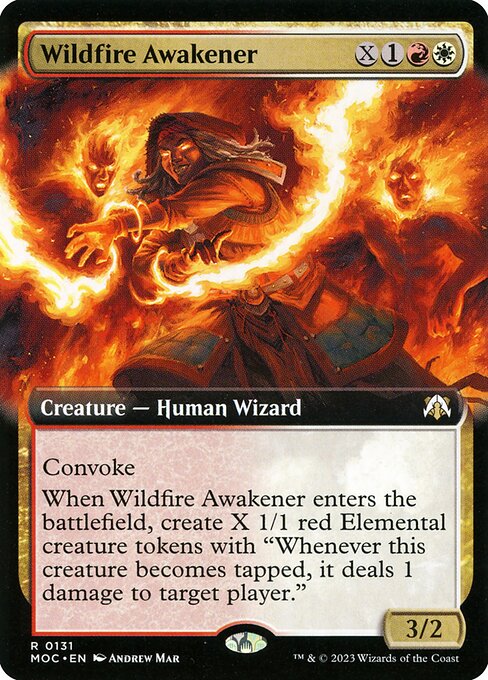 Wildfire Awakener X1
Creature — Human Wizard
Convoke
When Wildfire Awakener enters the
battlefield, create X 1/1 red Elemental
creature tokens with “Whenever this
creature becomes tapped, it deals 1
damage to target player.”
3/2
R 0131
MOC • EN Andrew Mar
™ & © 2023 Wizards of the Coast